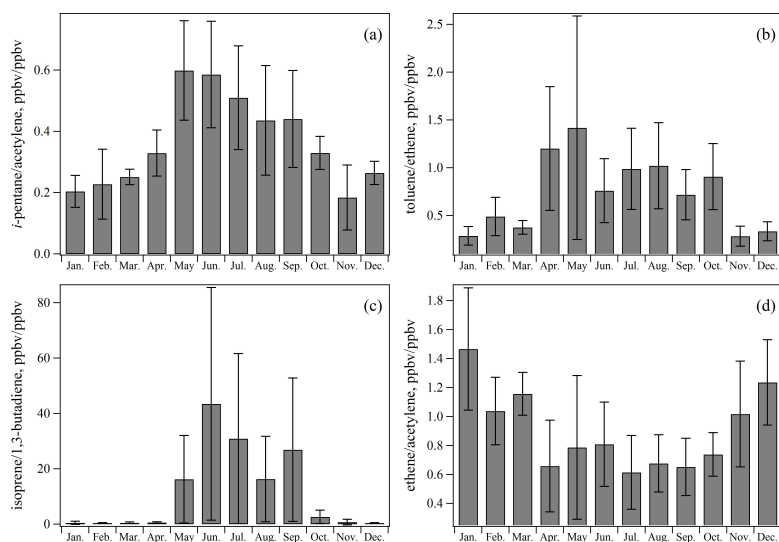 (a)
i-pentane/acetylene, ppbv/ppbv
0.6
0.4
0.2
0.0
Jan. Feb. Mar. Apr. May Jun. Jul. Aug. Sep. Oct. Nov. Dec.
(b)
toluene/ethene, ppbv/ppbv
2.5
2.0
1.5
1.0
0.5
Jan. Feb. Mar. Apr. May Jun. Jul. Aug. Sep. Oct. Nov. Dec.
(c)
isoprene/1,3-butadiene, ppbv/ppbv
80
60
40
20
0
Jan. Feb. Mar. Apr. May Jun. Jul. Aug. Sep. Oct. Nov. Dec.
(d)
ethene/acetylene, ppbv/ppbv
1.8
1.6
1.4
1.2
1.0
0.8
0.6
0.4
Jan. Feb. Mar. Apr. May Jun. Jul. Aug. Sep. Oct. Nov. Dec.